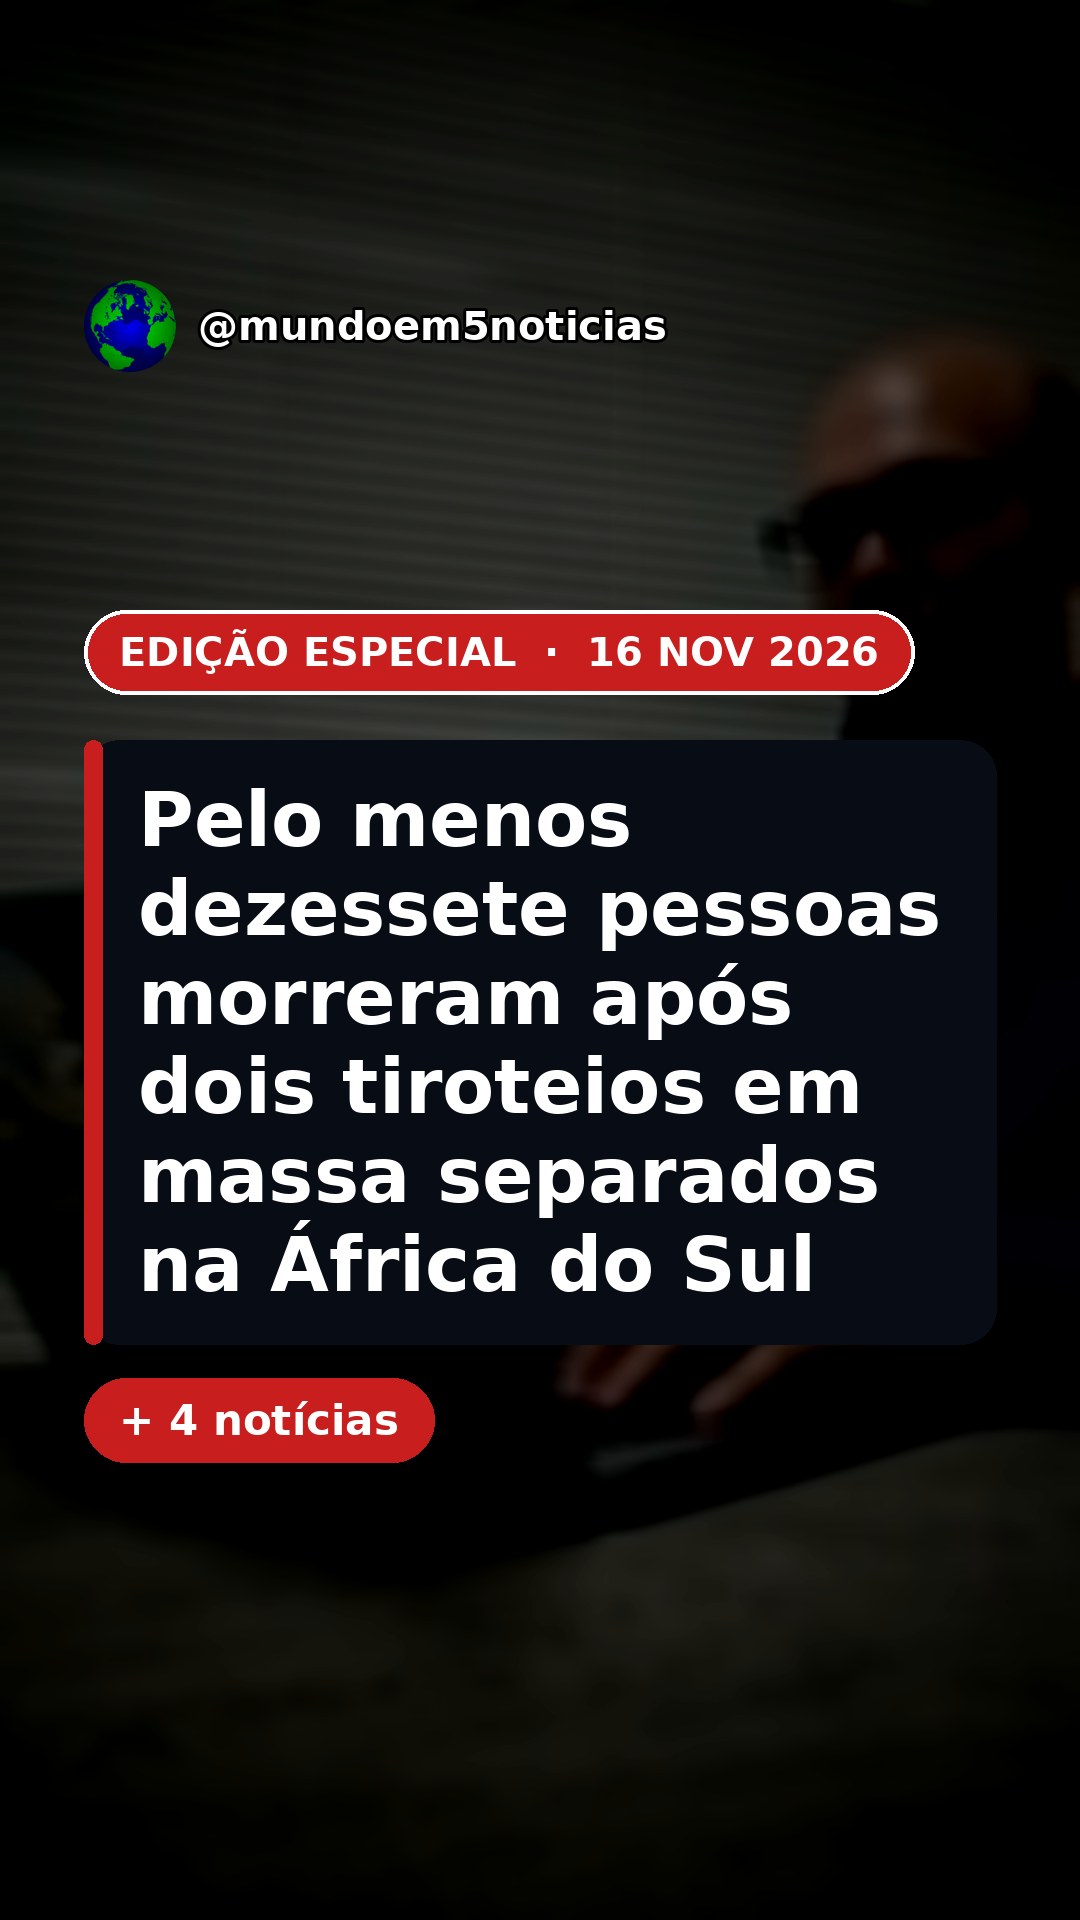 @mundoem5noticias
EDIÇÃO ESPECIAL · 16 NOV 2026
Pelo menos
dezessete pessoas
morreram após
dois tiroteios em
massa separados
na África do Sul
+ 4 notícias